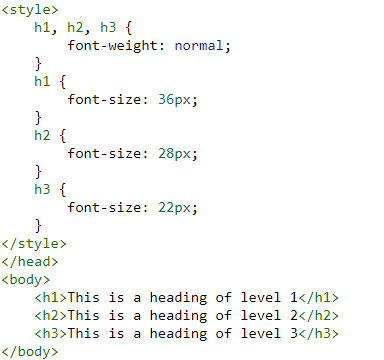 <style>
h1, h2, h3 {
font-weight: normal;
}
h1 {
font-size: 36px;
}
h2 {
font-size: 28px;
}
h3 {
font-size: 22px;
}
</style>
</head>
<body>
<h1>This is a heading of level 1</h1>
<h2>This is a heading of level 2</h2>
<h3>This is a heading of level 3</h3>
</body>